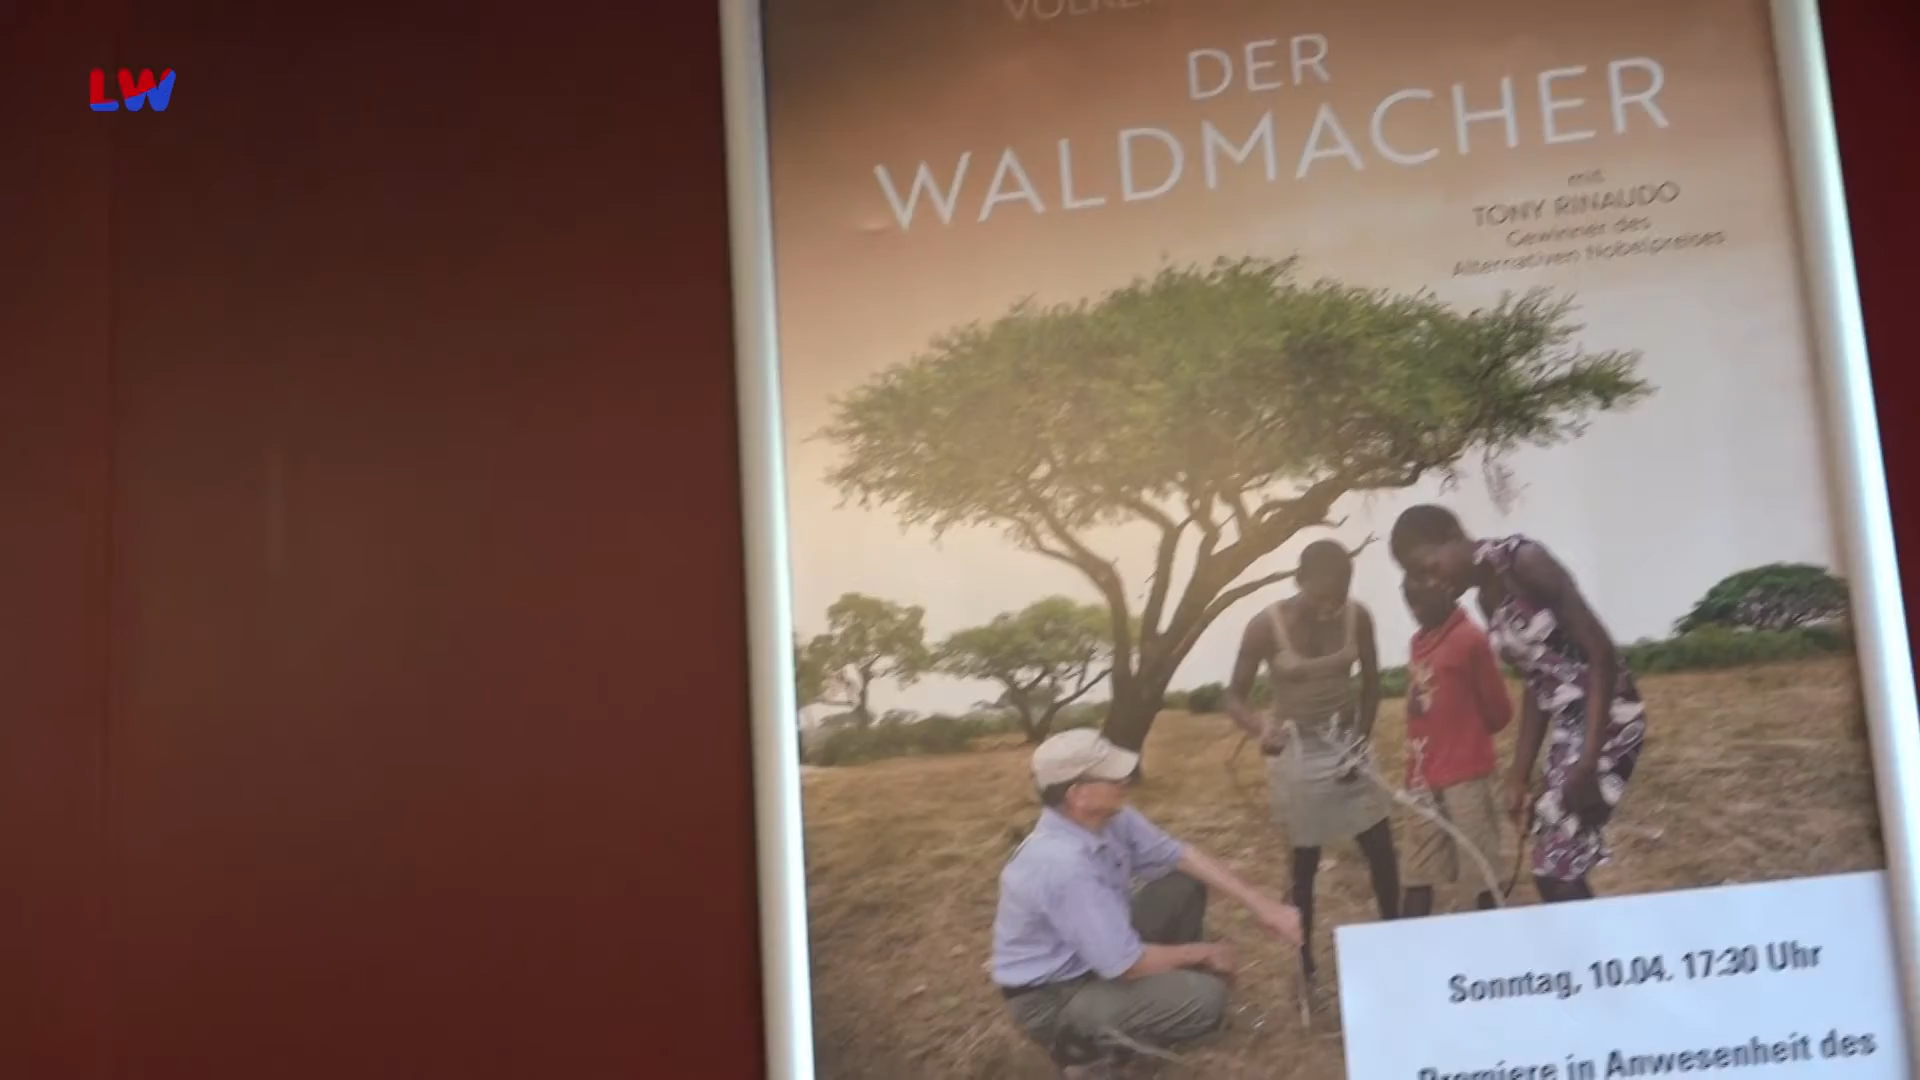 LW
DER
WALDMACHER
mit
TONY RINAUDO
Gewinner des
Alternativen Nobelpreises
Sonntag, 10.04. 17:30 Uhr
Premiere in Anwesenheit des